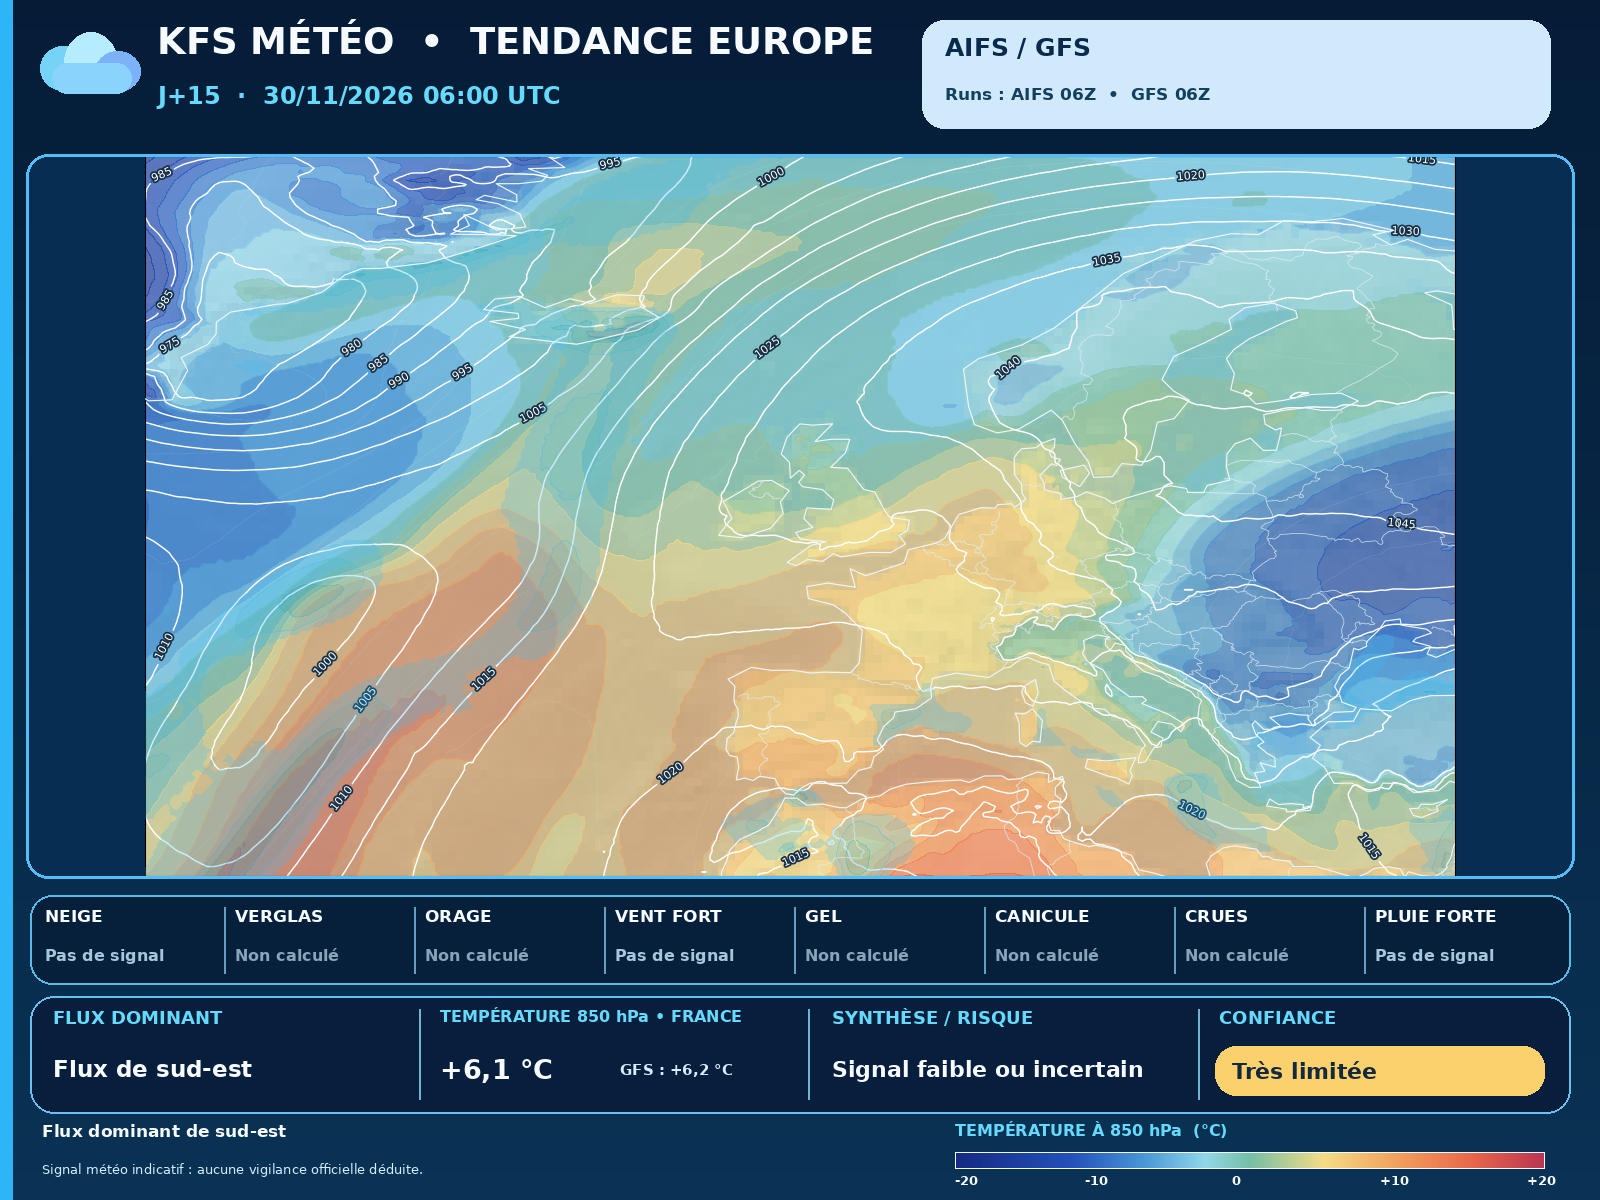 KFS MÉTÉO • TENDANCE EUROPE
J+15 · 30/11/2026 06:00 UTC
AIFS / GFS
Runs : AIFS 06Z • GFS 06Z
985
995
1000
1015
1020
1030
1035
985
975
980
985
990
995
1005
1025
1040
1045
1010
1000
1005
1015
1010
1020
1020
1015
1015
NEIGE
Pas de signal
VERGLAS
Non calculé
ORAGE
Non calculé
VENT FORT
Pas de signal
GEL
Non calculé
CANICULE
Non calculé
CRUES
Non calculé
PLUIE FORTE
Pas de signal
FLUX DOMINANT
Flux de sud-est
TEMPÉRATURE 850 hPa • FRANCE
+6,1 °C
GFS : +6,2 °C
SYNTHÈSE / RISQUE
Signal faible ou incertain
CONFIANCE
Très limitée
Flux dominant de sud-est
Signal météo indicatif : aucune vigilance officielle déduite.
TEMPÉRATURE À 850 hPa (°C)
-20 -10 0 +10 +20